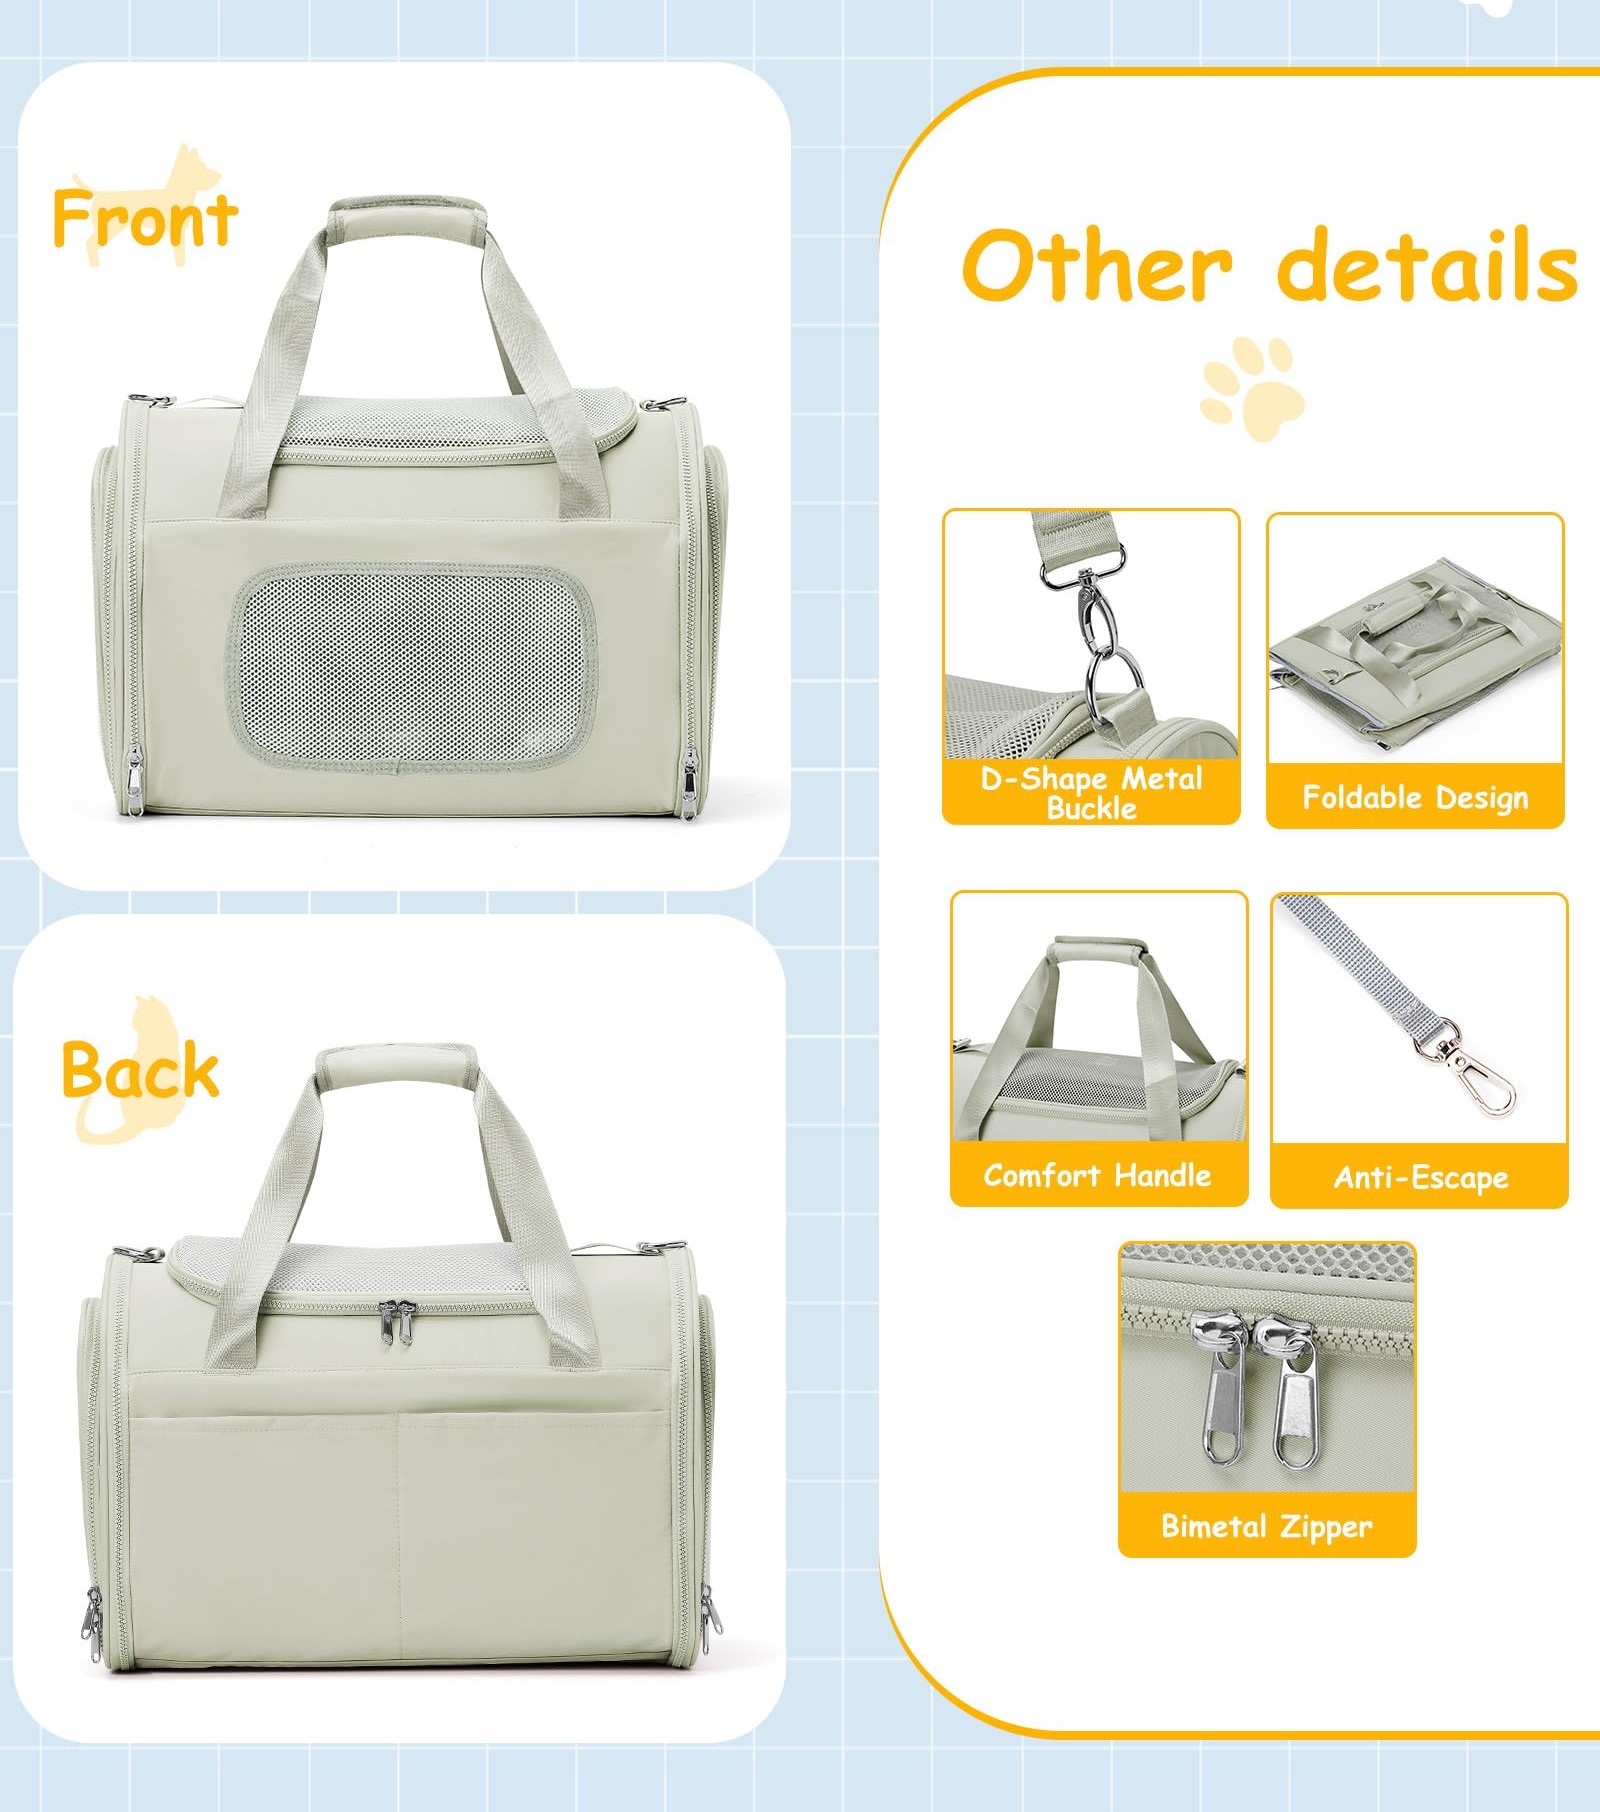 Front
Back
Other details
D-Shape Metal
Buckle
Foldable Design
Comfort Handle
Anti-Escape
Bimetal Zipper